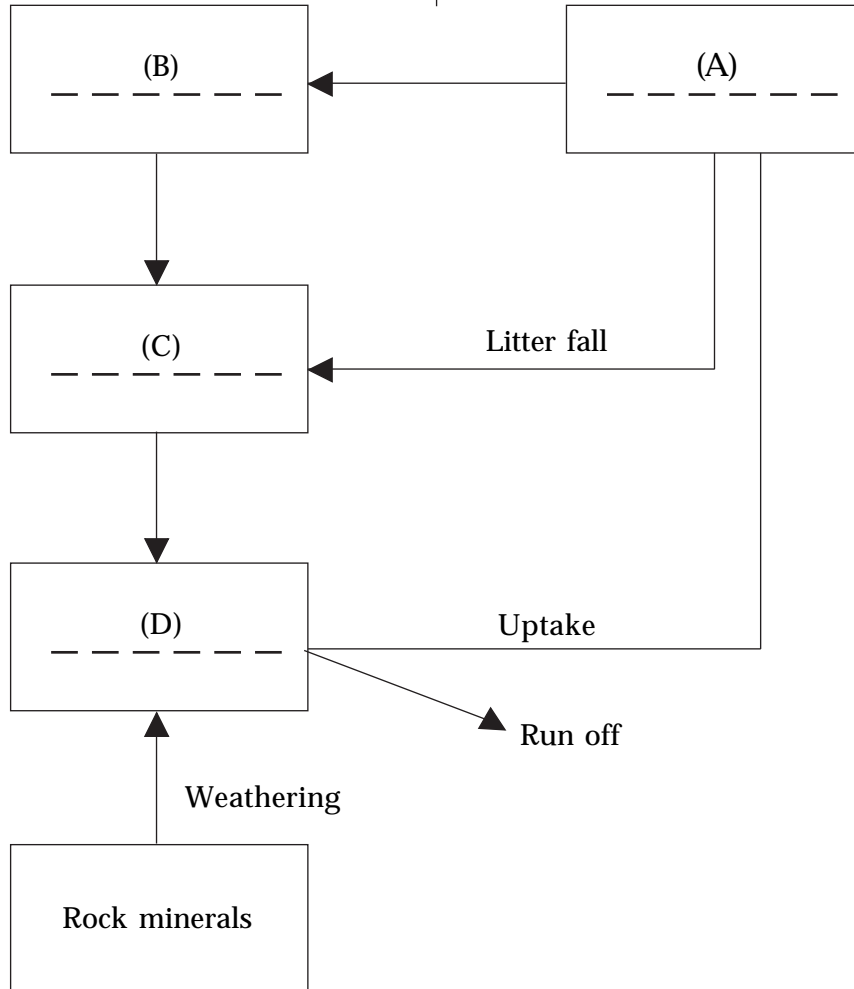 (B)
(A)
(C)
Litter fall
(D)
Uptake
Run off
Weathering
Rock minerals